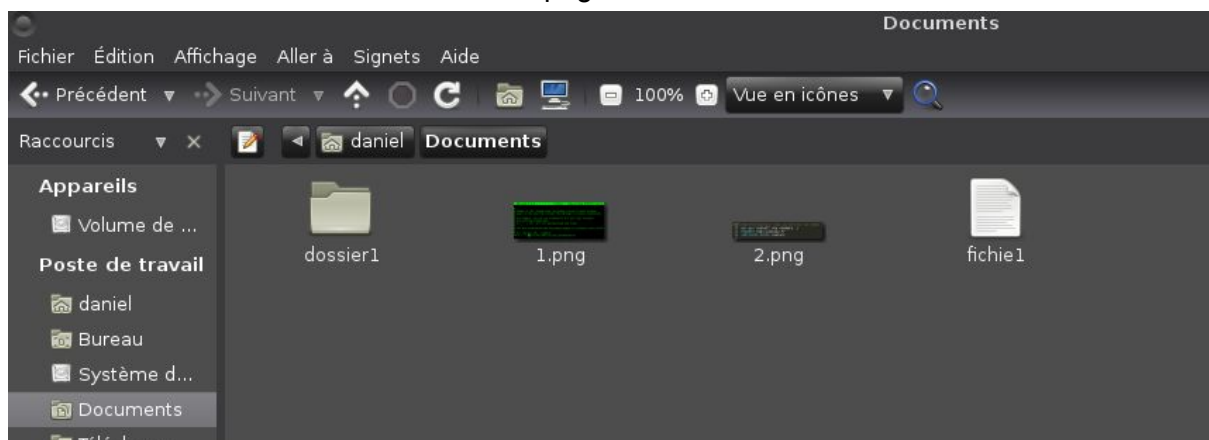 Documents
Fichier Édition Affichage Aller à Signets Aide
Précédent Suivant 100% Vue en icônes
Raccourcis daniel Documents
Appareils
Volume de ...
Poste de travail
daniel
Bureau
Système d...
Documents
dossier1 1.png 2.png fichie1